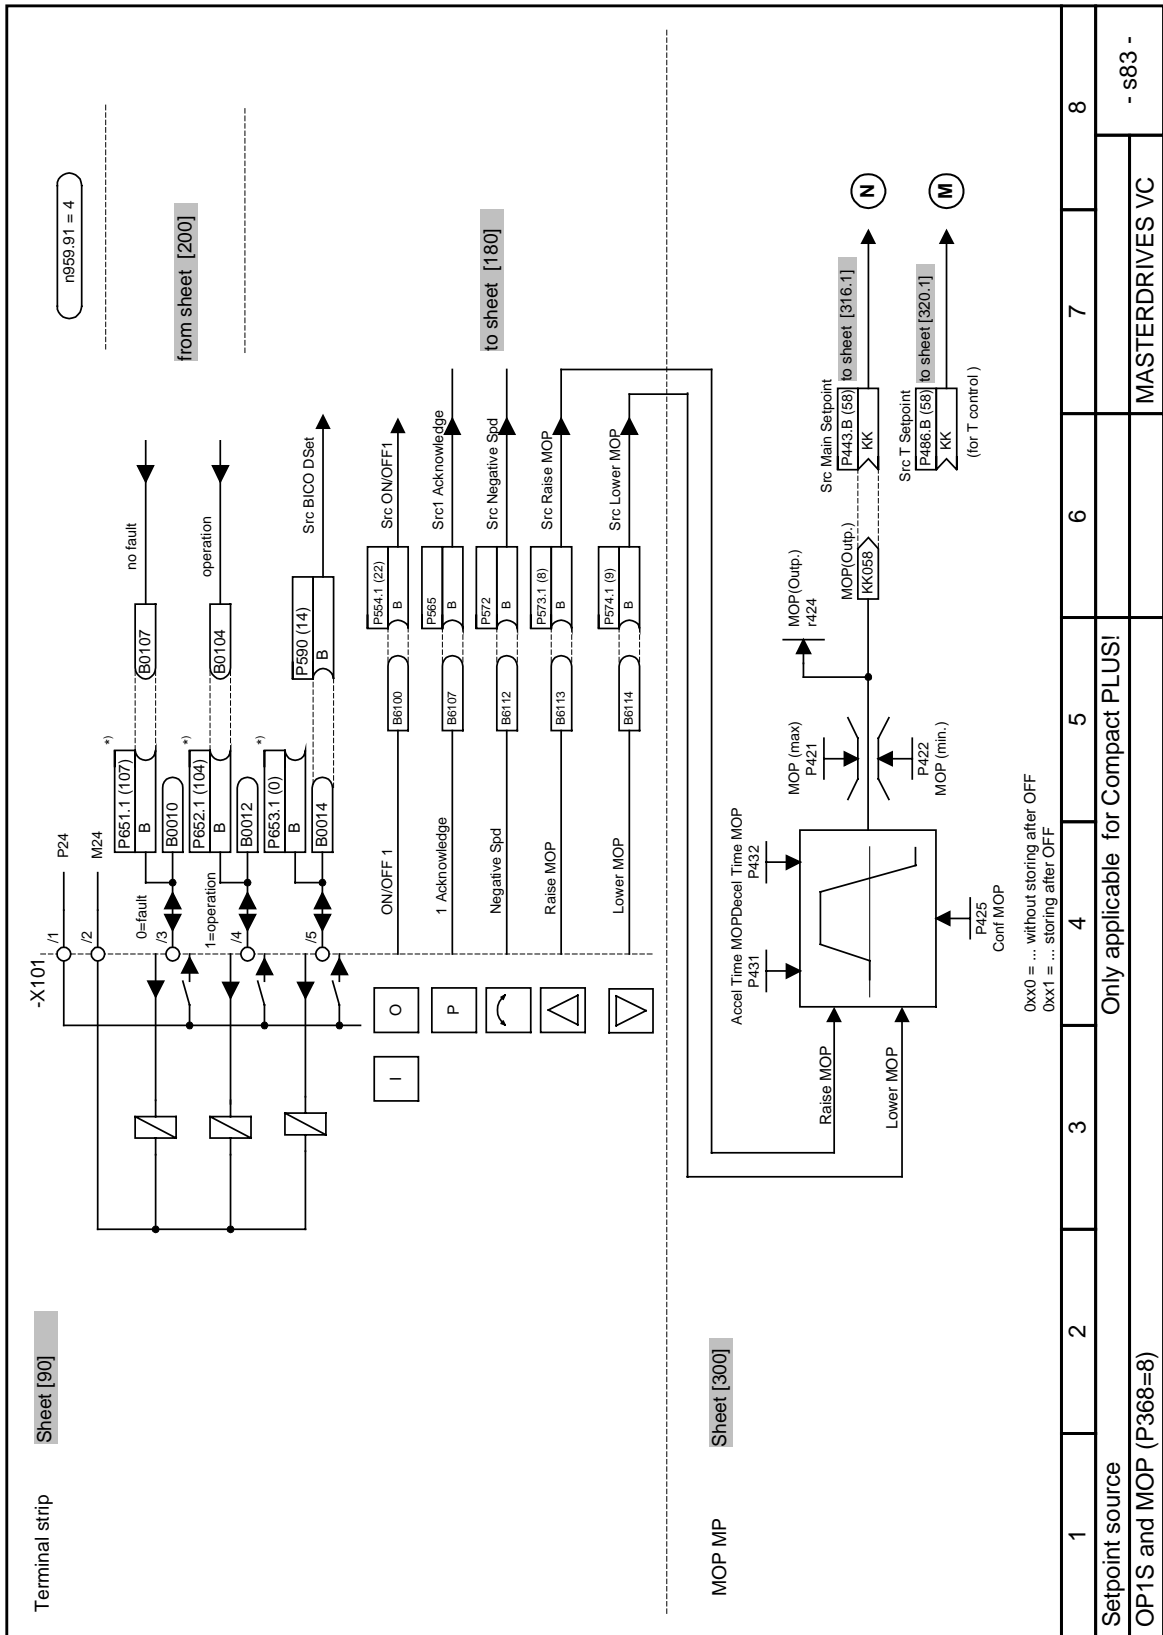 Terminal strip
Sheet [90]
n959.91 = 4
-X101
/1
P24
/2
M24
0=fault
/3
P651.1 (107)
*)
B
B0010
B0107
no fault
from sheet [200]
1=operation
/4
P652.1 (104)
*)
B
B0012
B0104
operation
/5
P653.1 (0)
*)
B
B0014
P590 (14)
B
Src BICO DSet
I
O
ON/OFF 1
B6100
P554.1 (22)
B
Src ON/OFF1
P
1 Acknowledge
B6107
P565
B
Src1 Acknowledge
to sheet [180]
Negative Spd
B6112
P572
B
Src Negative Spd
Raise MOP
B6113
P573.1 (8)
B
Src Raise MOP
Lower MOP
B6114
P574.1 (9)
B
Src Lower MOP
MOP MP
Sheet [300]
Accel Time MOP
P431
Decel Time MOP
P432
MOP (max)
P421
MOP(Outp.)
r424
Raise MOP
Lower MOP
P422
MOP (min.)
MOP(Outp.)
KK058
Src Main Setpoint
P443.B (58)
KK
to sheet [316.1]
N
Src T Setpoint
P486.B (58)
KK
to sheet [320.1]
M
(for T control )
P425
Conf MOP
0xx0 = ... without storing after OFF
0xx1 = ... storing after OFF
1 2 3 4 5 6 7 8
Setpoint source
Only applicable for Compact PLUS!
- s83 -
OP1S and MOP (P368=8)
MASTERDRIVES VC